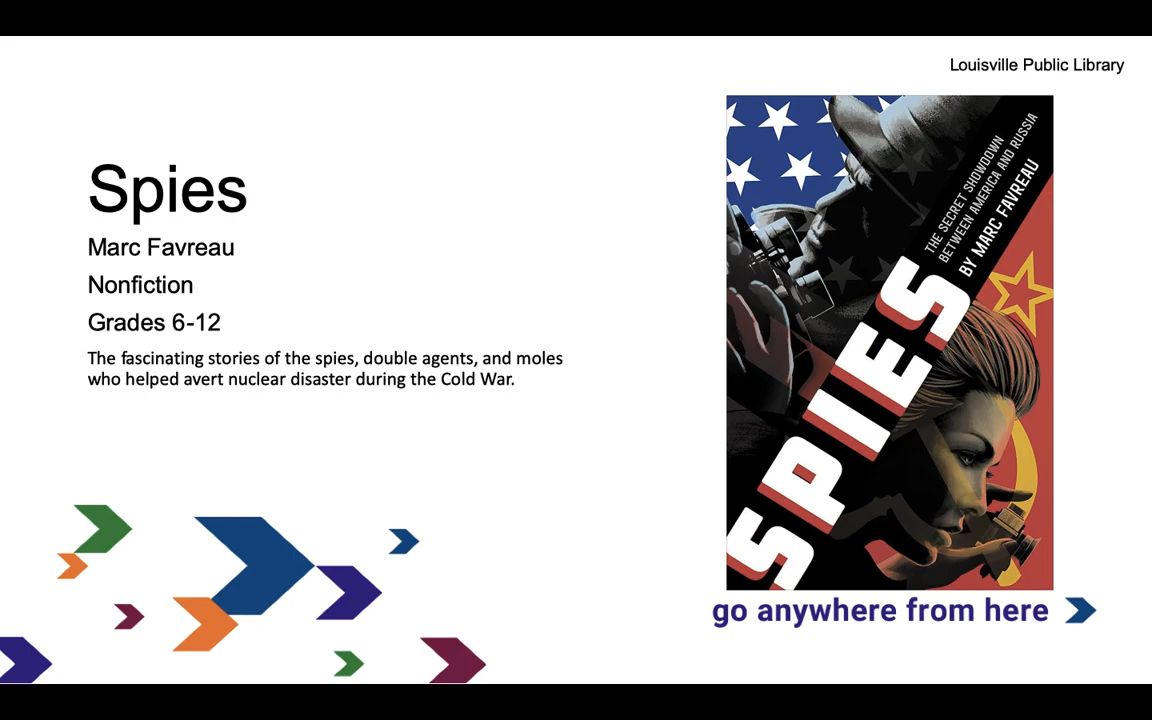 Louisville Public Library
Spies
Marc Favreau
Nonfiction
Grades 6-12
The fascinating stories of the spies, double agents, and moles
who helped avert nuclear disaster during the Cold War.
SPIES
THE SECRET SHOWDOWN
BETWEEN AMERICA AND RUSSIA
BY MARC FAVREAU
go anywhere from here